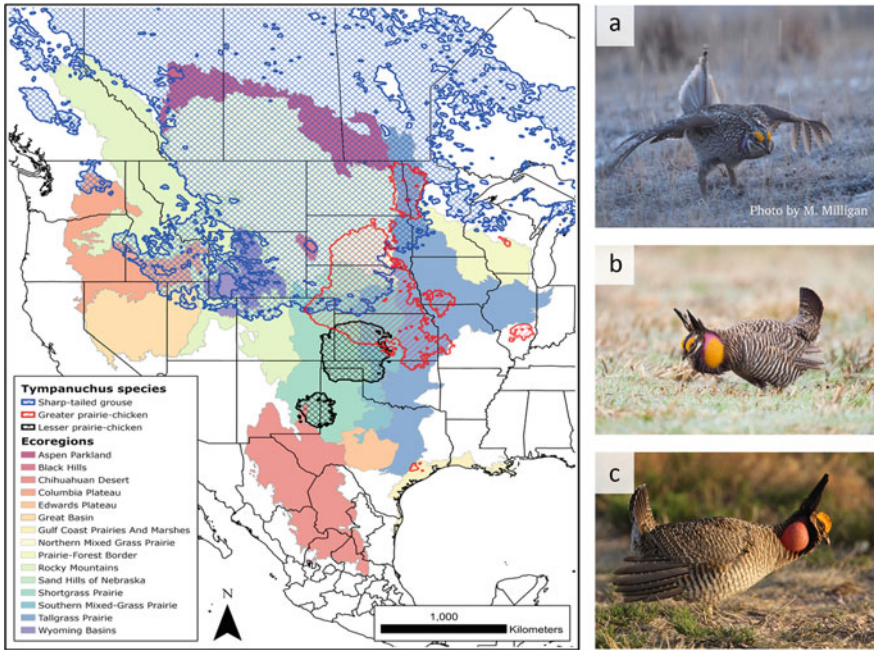 Tympanuchus species
Sharp-tailed grouse
Greater prairie-chicken
Lesser prairie-chicken
Ecoregions
Aspen Parkland
Black Hills
Chihuahuan Desert
Columbia Plateau
Edwards Plateau
Great Basin
Gulf Coast Prairies And Marshes
Northern Mixed Grass Prairie
Prairie-Forest Border
Rocky Mountains
Sand Hills of Nebraska
Shortgrass Prairie
Southern Mixed-Grass Prairie
Tallgrass Prairie
Wyoming Basins
N
1,000
Kilometers
a
Photo by M. Milligan
b
c